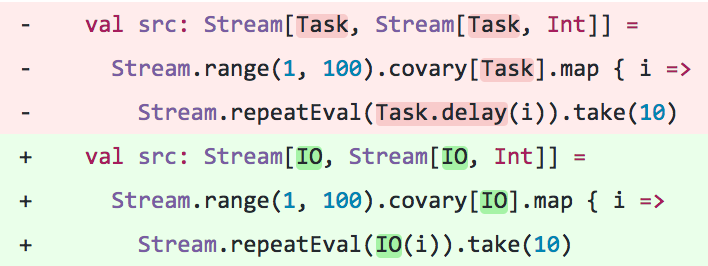 -    val src: Stream[Task, Stream[Task, Int]] =
-      Stream.range(1, 100).covary[Task].map { i =>
-        Stream.repeatEval(Task.delay(i)).take(10)
+    val src: Stream[IO, Stream[IO, Int]] =
+      Stream.range(1, 100).covary[IO].map { i =>
+        Stream.repeatEval(IO(i)).take(10)